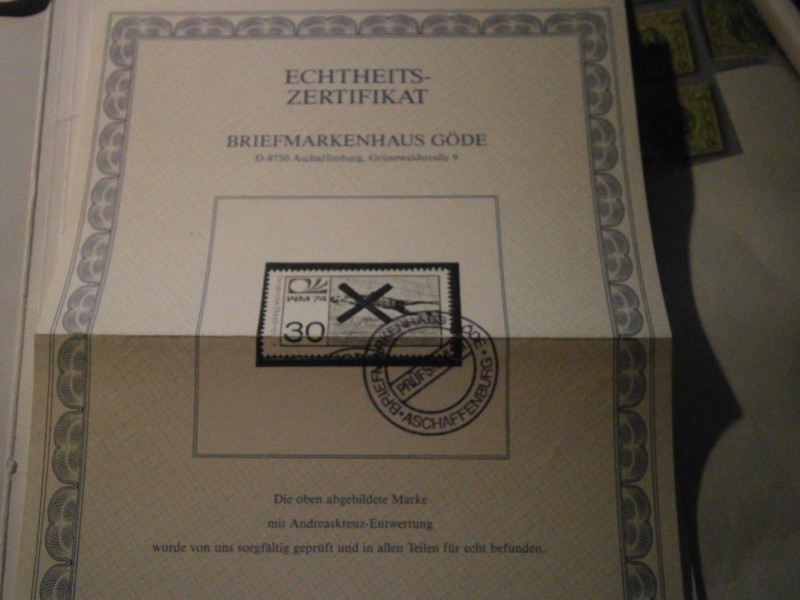 ECHTHEITS-
ZERTIFIKAT
BRIEFMARKENHAUS GÖDE
D-8750 Aschaffenburg, Grünewaldstraße 9
WM 74
30
BRIEFMARKENHAUS GÖDE
ASCHAFFENBURG
Die oben abgebildete Marke
mit Andreaskreuz-Entwertung
wurde von uns sorgfältig geprüft und in allen Teilen für echt befunden.